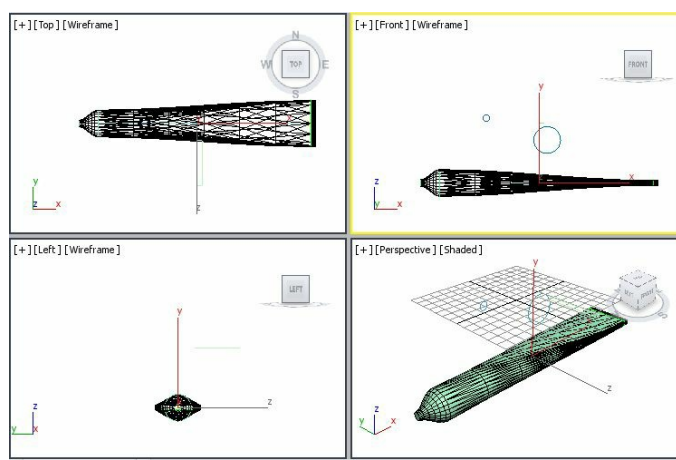 [+] [Top] [Wireframe]
N
W TOP E
S
y
z x
x
z
[+] [Front] [Wireframe]
FRONT
y
x
z
y x
[+] [Left] [Wireframe]
LEFT
y
z
z
y x
[+] [Perspective] [Shaded]
y
z
z
y x